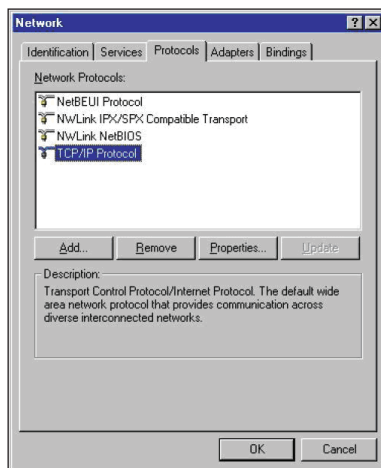 Network
Identification Services Protocols Adapters Bindings
Network Protocols:
NetBEUI Protocol
NWLink IPX/SPX Compatible Transport
NWLink NetBIOS
TCP/IP Protocol
Add... Remove Properties... Update
Description:
Transport Control Protocol/Internet Protocol. The default wide
area network protocol that provides communication across
diverse interconnected networks.
OK Cancel